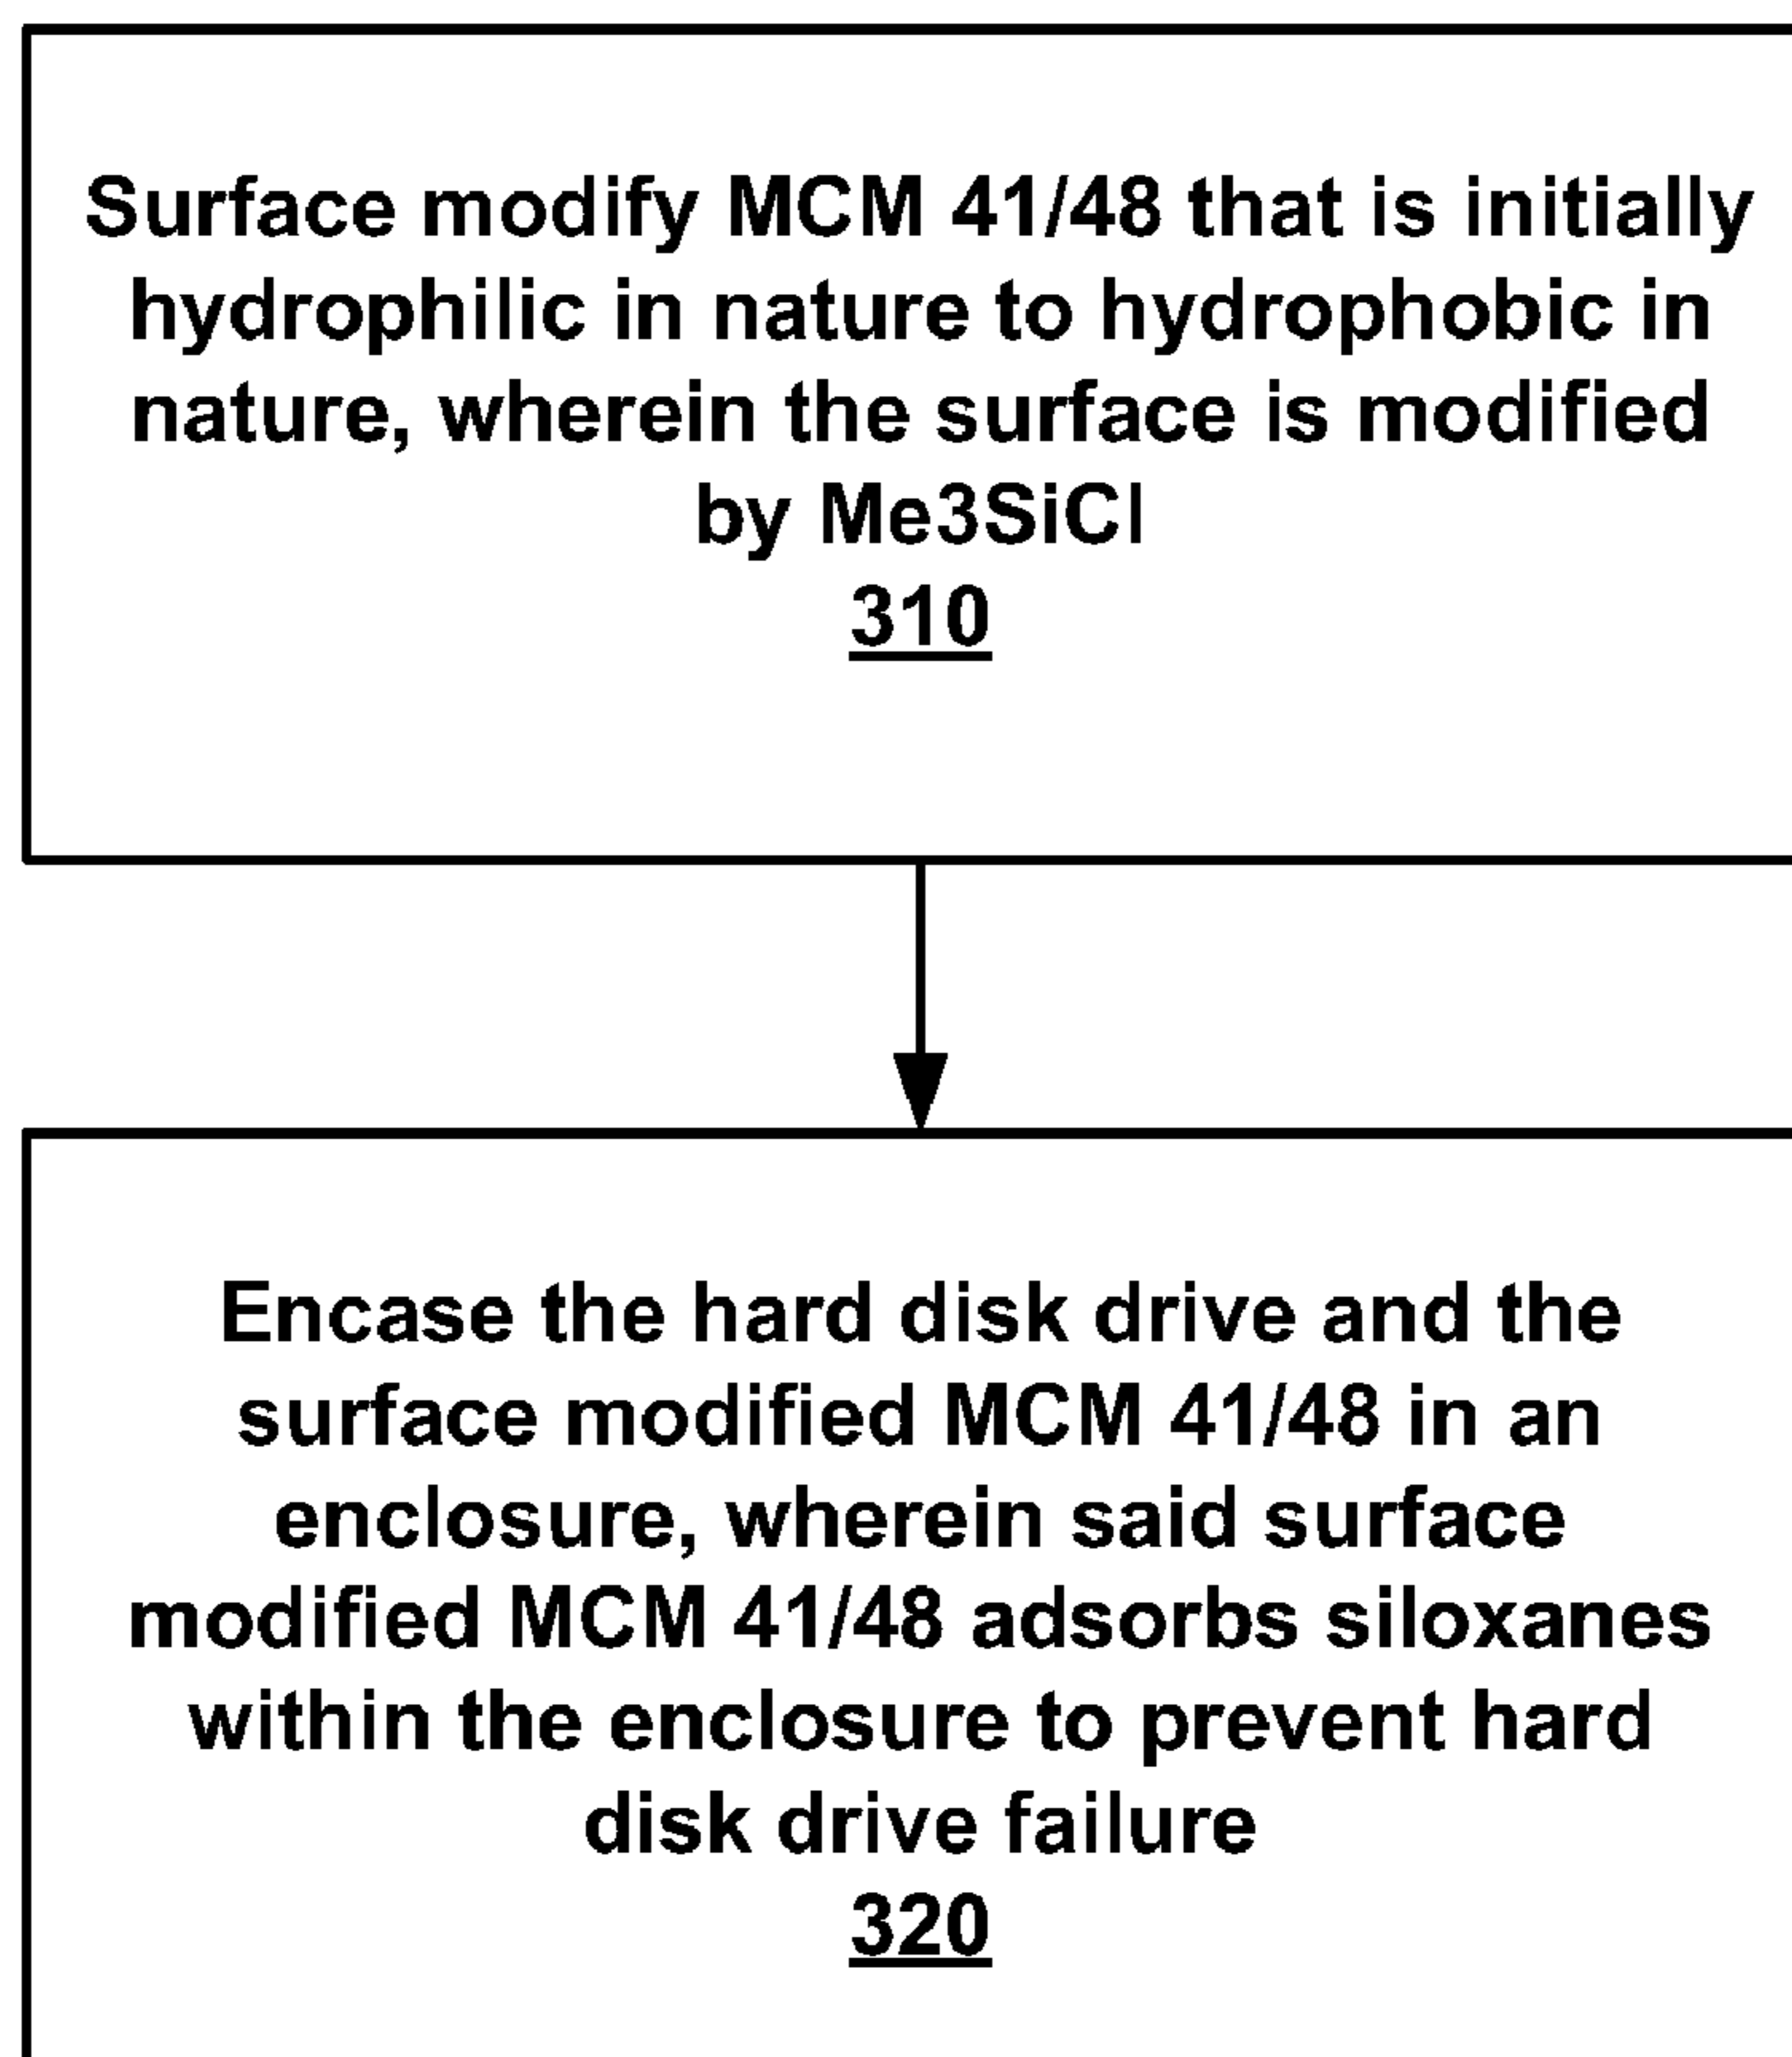 Surface modify MCM 41/48 that is initially
hydrophilic in nature to hydrophobic in
nature, wherein the surface is modified
by Me3SiCl
310
Encase the hard disk drive and the
surface modified MCM 41/48 in an
enclosure, wherein said surface
modified MCM 41/48 adsorbs siloxanes
within the enclosure to prevent hard
disk drive failure
320